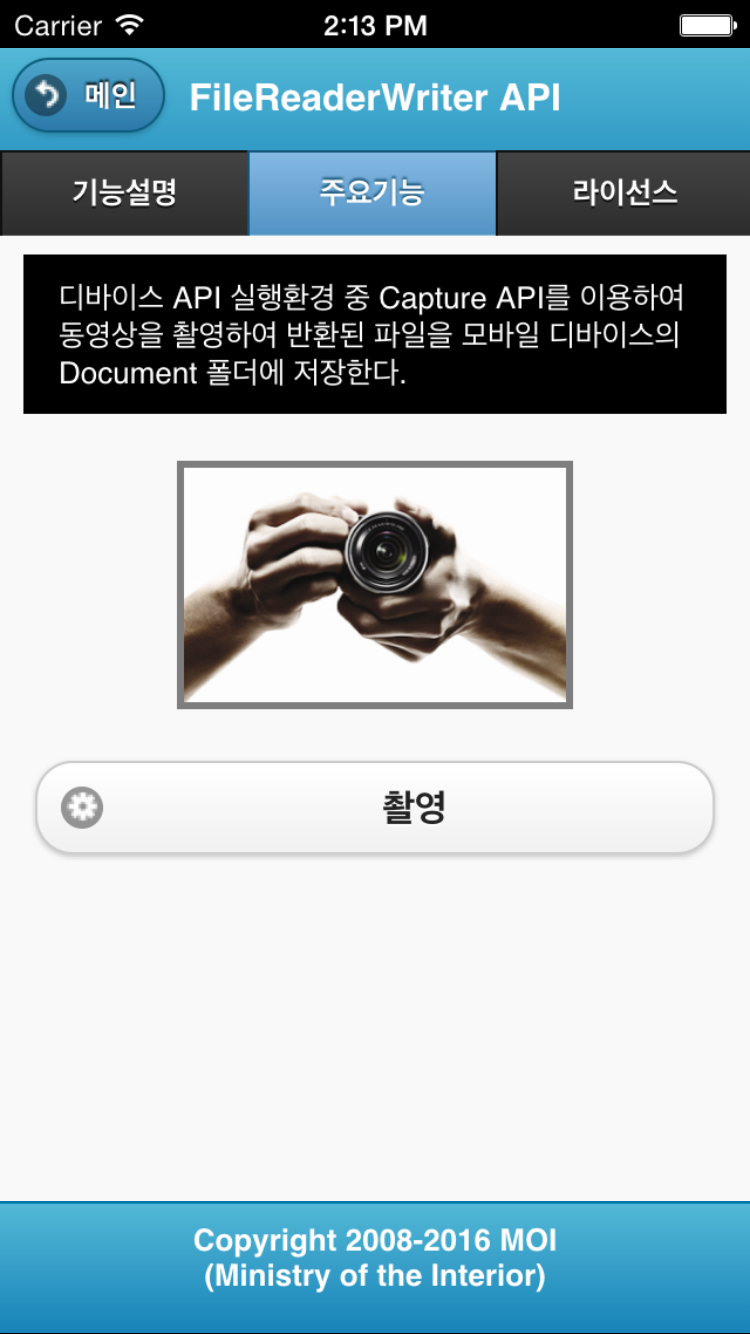 Carrier 2:13 PM
메인 FileReaderWriter API
기능설명 주요기능 라이선스
디바이스 API 실행환경 중 Capture API를 이용하여
동영상을 촬영하여 반환된 파일을 모바일 디바이스의
Document 폴더에 저장한다.
촬영
Copyright 2008-2016 MOI
(Ministry of the Interior)